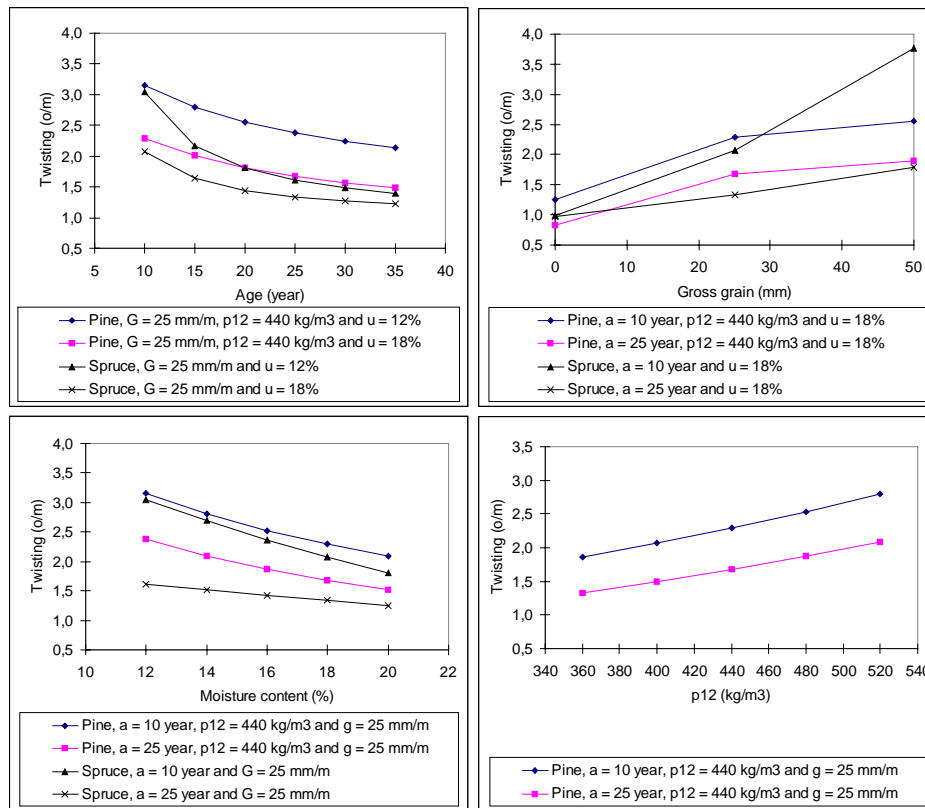 4,0
3,5
3,0
2,5
2,0
1,5
1,0
0,5
Twisting (o/m)
5 10 15 20 25 30 35 40
Age (year)
Pine, G = 25 mm/m, p12 = 440 kg/m3 and u = 12%
Pine, G = 25 mm/m, p12 = 440 kg/m3 and u = 18%
Spruce, G = 25 mm/m and u = 12%
Spruce, G = 25 mm/m and u = 18%
4,0
3,5
3,0
2,5
2,0
1,5
1,0
0,5
Twisting (o/m)
0 10 20 30 40 50
Gross grain (mm)
Pine, a = 10 year, p12 = 440 kg/m3 and u = 18%
Pine, a = 25 year, p12 = 440 kg/m3 and u = 18%
Spruce, a = 10 year and u = 18%
Spruce, a = 25 year and u = 18%
4,0
3,5
3,0
2,5
2,0
1,5
1,0
0,5
Twisting (o/m)
10 12 14 16 18 20 22
Moisture content (%)
Pine, a = 10 year, p12 = 440 kg/m3 and g = 25 mm/m
Pine, a = 25 year, p12 = 440 kg/m3 and g = 25 mm/m
Spruce, a = 10 year and G = 25 mm/m
Spruce, a = 25 year and G = 25 mm/m
3,5
3,0
2,5
2,0
1,5
1,0
0,5
Twisting (o/m)
340 360 380 400 420 440 460 480 500 520 540
p12 (kg/m3)
Pine, a = 10 year, p12 = 440 kg/m3 and g = 25 mm/m
Pine, a = 25 year, p12 = 440 kg/m3 and g = 25 mm/m